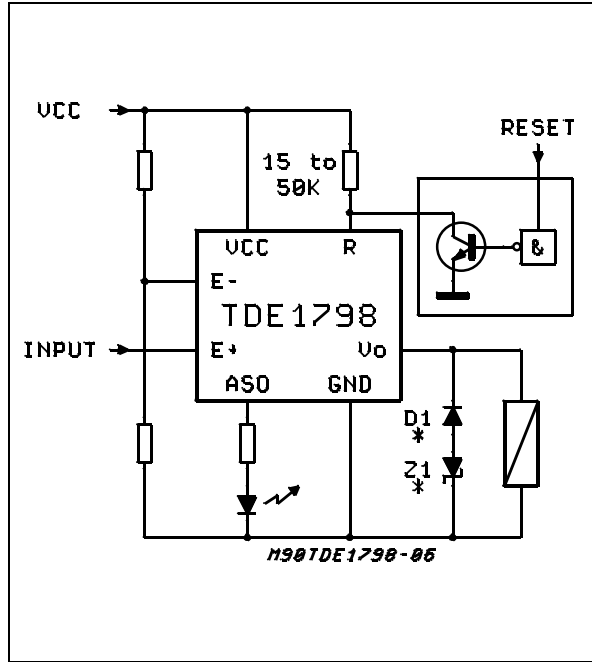 VCC
RESET
15 to
50K
VCC R
&
E-
TDE1798
INPUT
E+ Vo
ASO GND
D1
*
Z1
*
M90TDE1798-06